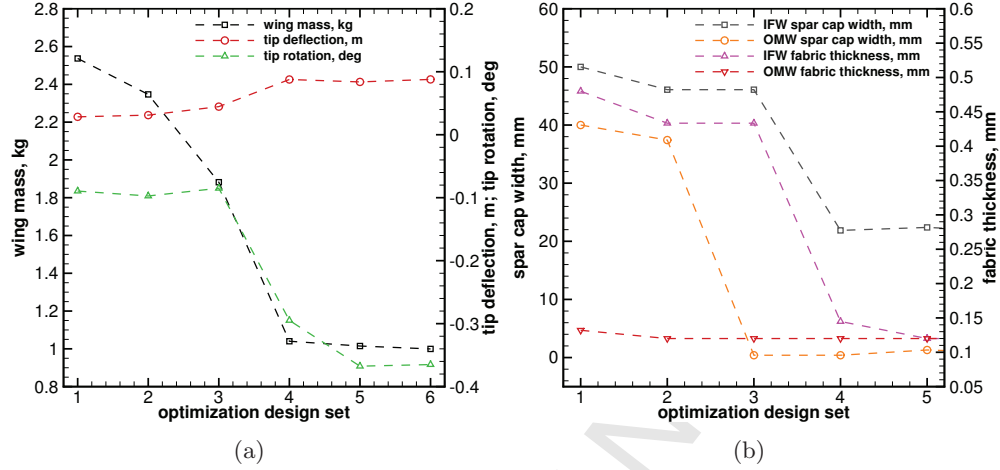 wing mass, kg
tip deflection, m
tip rotation, deg
2.8
2.6
2.4
2.2
2
1.8
1.6
1.4
1.2
1
0.8
wing mass, kg
0.2
0.1
0
-0.1
-0.2
-0.3
-0.4
tip deflection, m; tip rotation, deg
1 2 3 4 5 6
optimization design set
(a)
IFW spar cap width, mm
OMW spar cap width, mm
IFW fabric thickness, mm
OMW fabric thickness, mm
60
50
40
30
20
10
0
spar cap width, mm
0.6
0.55
0.5
0.45
0.4
0.35
0.3
0.25
0.2
0.15
0.1
0.05
fabric thickness, mm
1 2 3 4 5
optimization design set
(b)